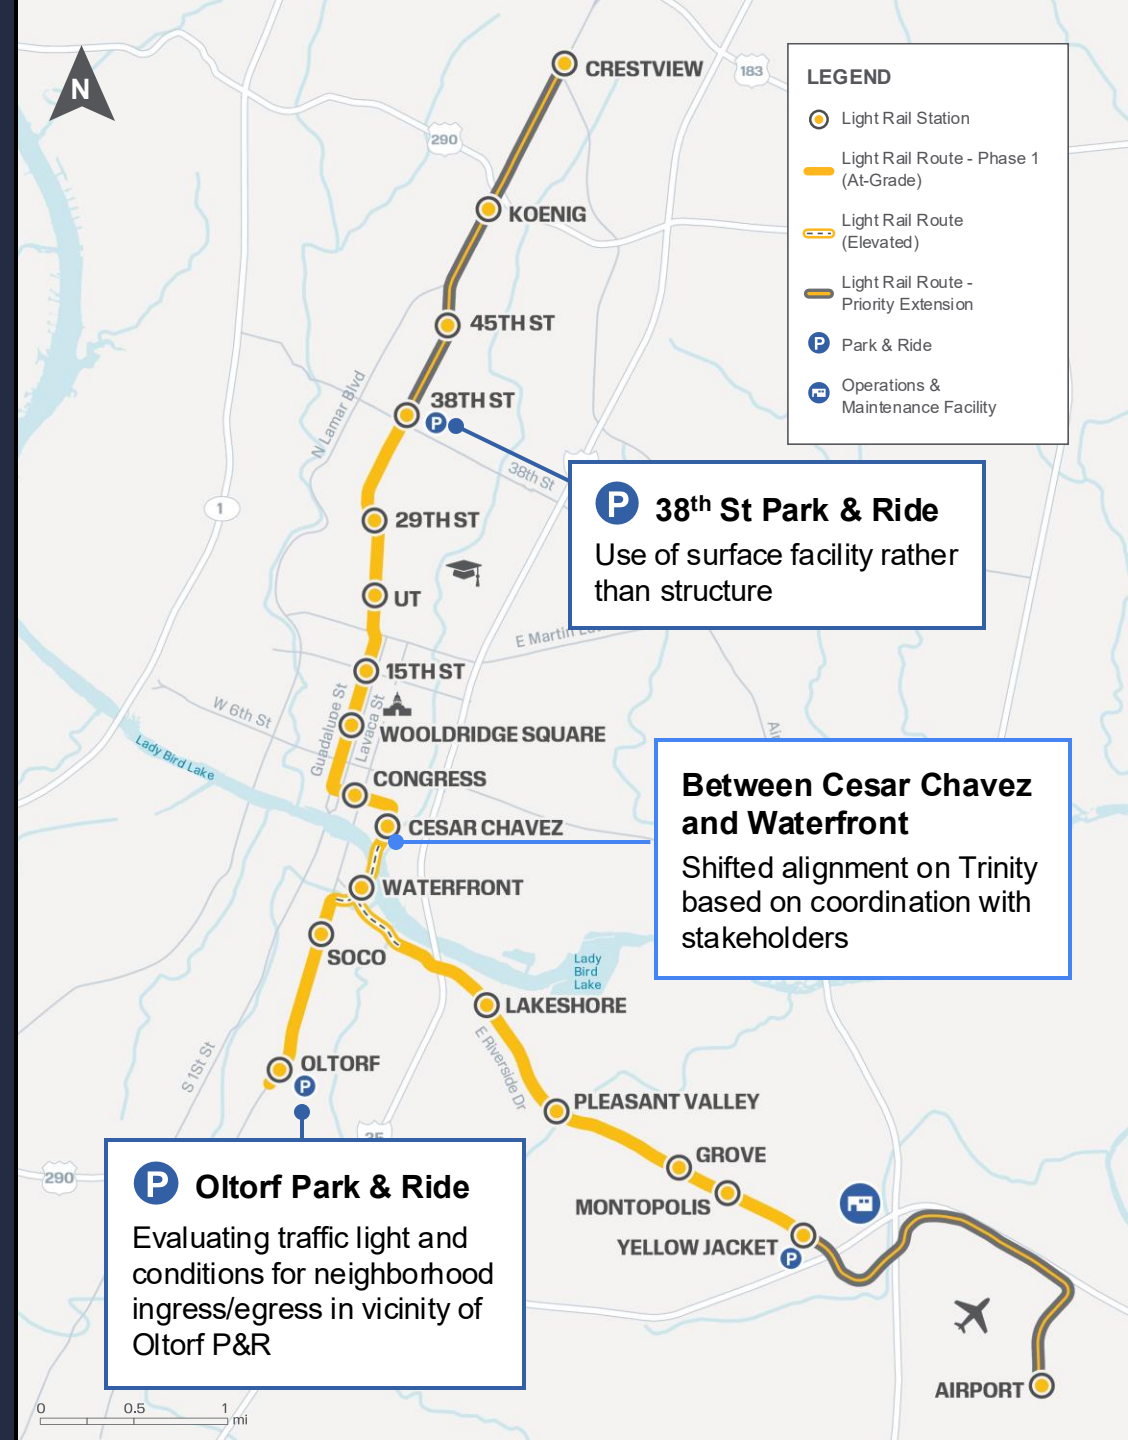 N
CRESTVIEW
183
LEGEND
Light Rail Station
Light Rail Route - Phase 1
(At-Grade)
Light Rail Route
(Elevated)
Light Rail Route -
Priority Extension
P
Park & Ride
Operations &
Maintenance Facility
290
KOENIG
45TH ST
N Lamar Blvd
38TH ST
P
38th St
P 38th St Park & Ride
Use of surface facility rather
than structure
1
29TH ST
UT
E Martin
15TH ST
W 6th St
Guadalupe St
Lavaca St
WOOLDRIDGE SQUARE
Lady Bird Lake
CONGRESS
CESAR CHAVEZ
Between Cesar Chavez
and Waterfront
Shifted alignment on Trinity
based on coordination with
stakeholders
WATERFRONT
SOCO
Lady
Bird
Lake
LAKESHORE
E Riverside Dr
S 1St St
OLTORF
P
PLEASANT VALLEY
35
290
P Oltorf Park & Ride
Evaluating traffic light and
conditions for neighborhood
ingress/egress in vicinity of
Oltorf P&R
GROVE
MONTOPOLIS
YELLOW JACKET
P
AIRPORT
0 0.5 1
mi